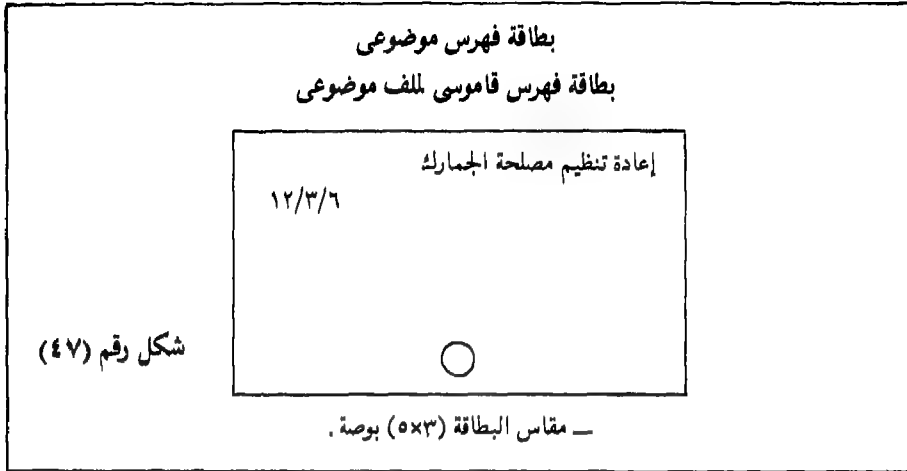 بطاقة فهرس موضوعى
بطاقة فهرس قاموسى لملف موضوعى
إعادة تنظيم مصلحة الجمارك
١٢/٣/٦
شكل رقم (٤٧)
ــ مقاس البطاقة (٣×٥) بوصة .